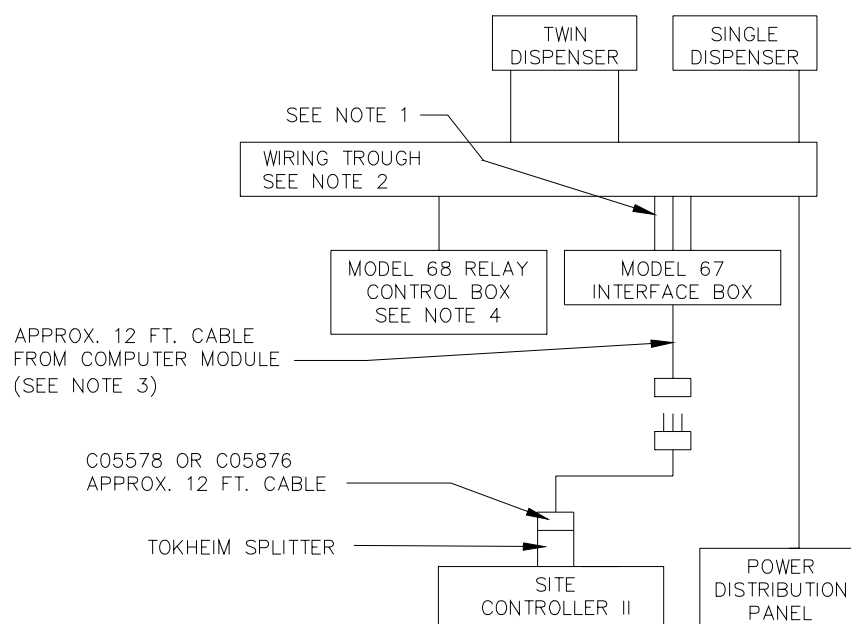 TWIN
DISPENSER
SINGLE
DISPENSER
SEE NOTE 1
WIRING TROUGH
SEE NOTE 2
MODEL 68 RELAY
CONTROL BOX
SEE NOTE 4
MODEL 67
INTERFACE BOX
APPROX. 12 FT. CABLE
FROM COMPUTER MODULE
(SEE NOTE 3)
C05578 OR C05876
APPROX. 12 FT. CABLE
TOKHEIM SPLITTER
SITE
CONTROLLER II
POWER
DISTRIBUTION
PANEL